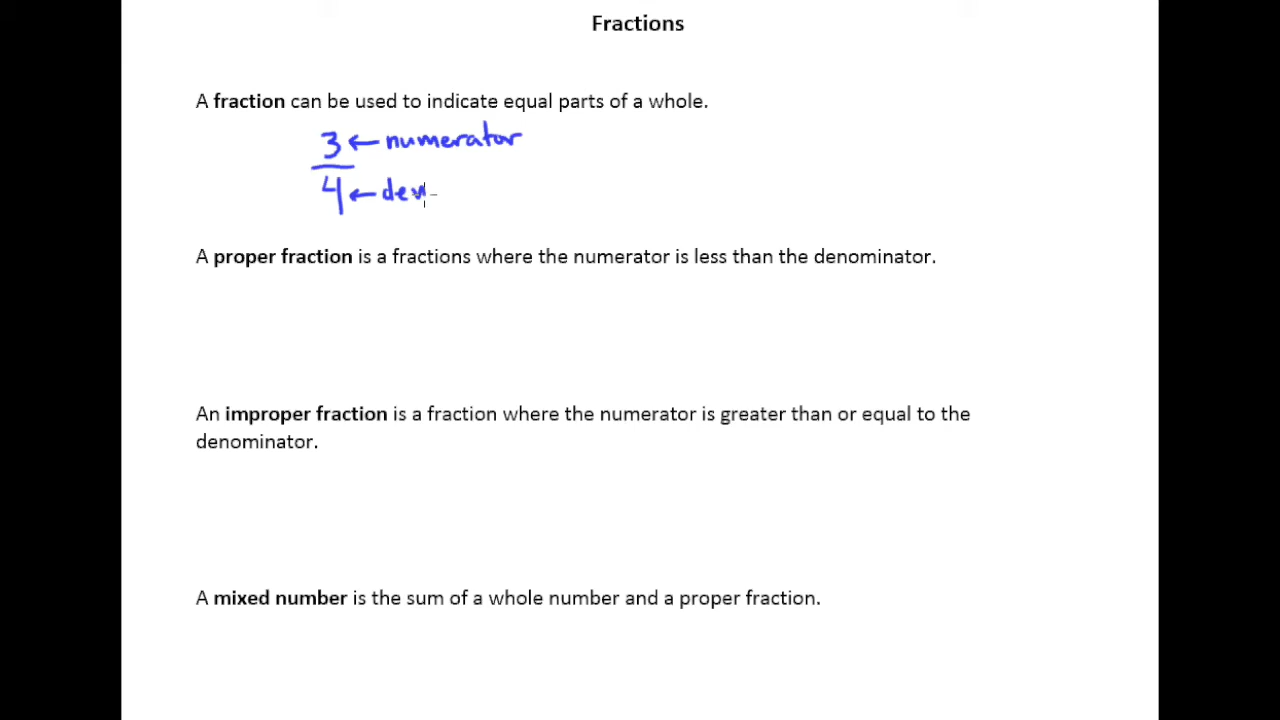 Fractions
A fraction can be used to indicate equal parts of a whole.
3 ← numerator
4 ← den
A proper fraction is a fractions where the numerator is less than the denominator.
An improper fraction is a fraction where the numerator is greater than or equal to the
denominator.
A mixed number is the sum of a whole number and a proper fraction.